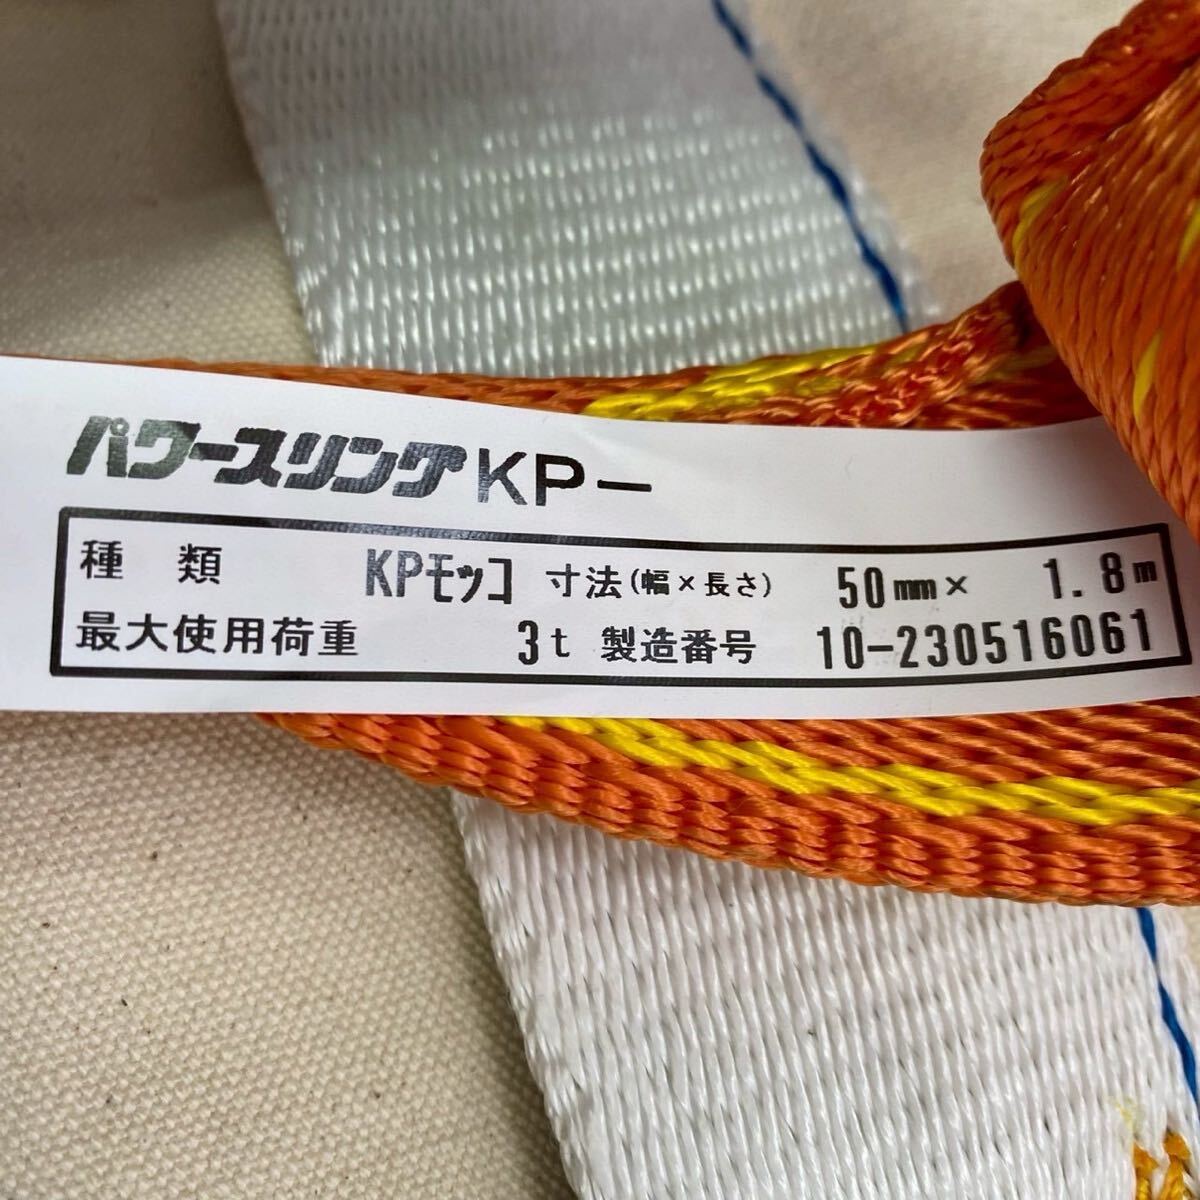 パワースリングKPー
種類 KPモッコ 寸法(幅×長さ) 50mm× 1.8m
最大使用荷重 3t 製造番号 10-230516061